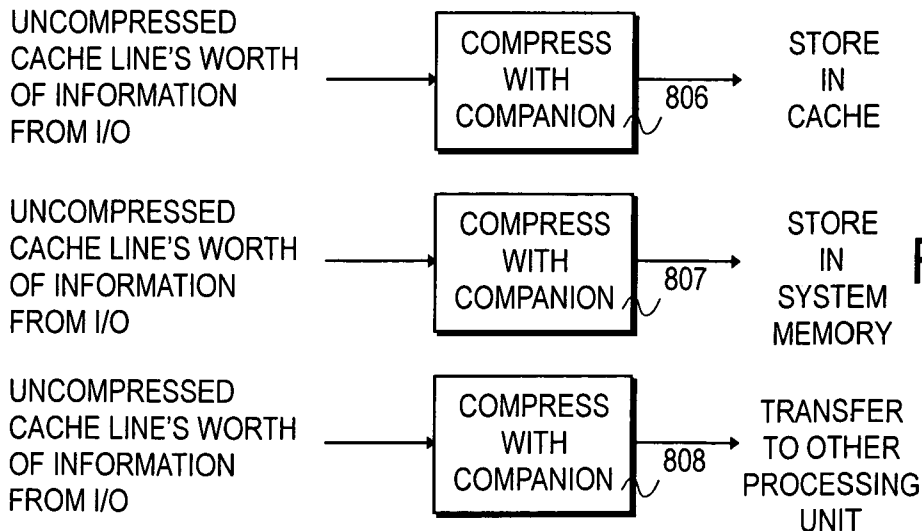 UNCOMPRESSED
CACHE LINE'S WORTH
OF INFORMATION
FROM I/O
COMPRESS
WITH
COMPANION
806
STORE
IN
CACHE
UNCOMPRESSED
CACHE LINE'S WORTH
OF INFORMATION
FROM I/O
COMPRESS
WITH
COMPANION
807
STORE
IN
SYSTEM
MEMORY
UNCOMPRESSED
CACHE LINE'S WORTH
OF INFORMATION
FROM I/O
COMPRESS
WITH
COMPANION
808
TRANSFER
TO OTHER
PROCESSING
UNIT